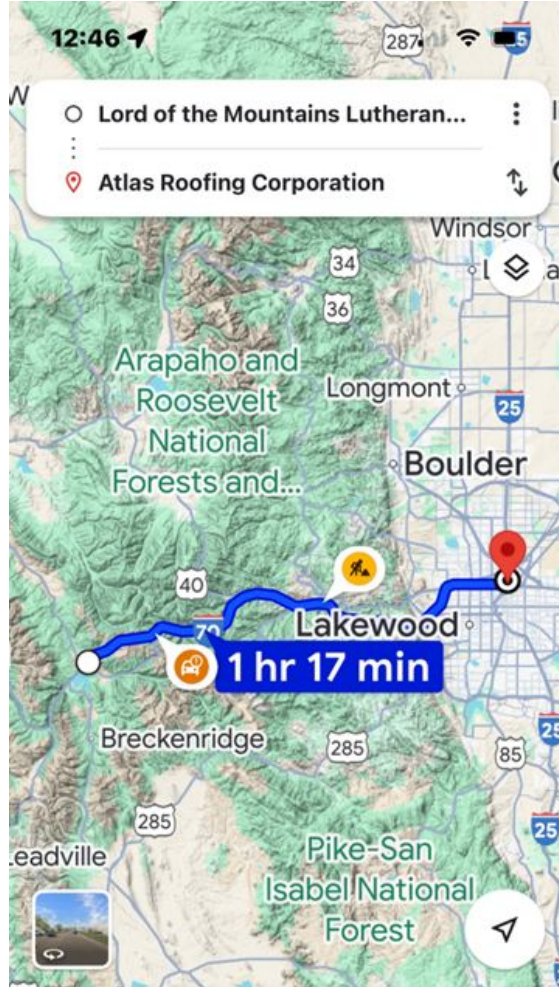 12:46
287
25
Lord of the Mountains Lutheran...
Atlas Roofing Corporation
Windsor
34
36
Arapaho and
Roosevelt
National
Forests and...
Longmont
25
Boulder
40
70
Lakewood
1 hr 17 min
Breckenridge
285
85
25
285
25
Leadville
Pike-San
Isabel National
Forest